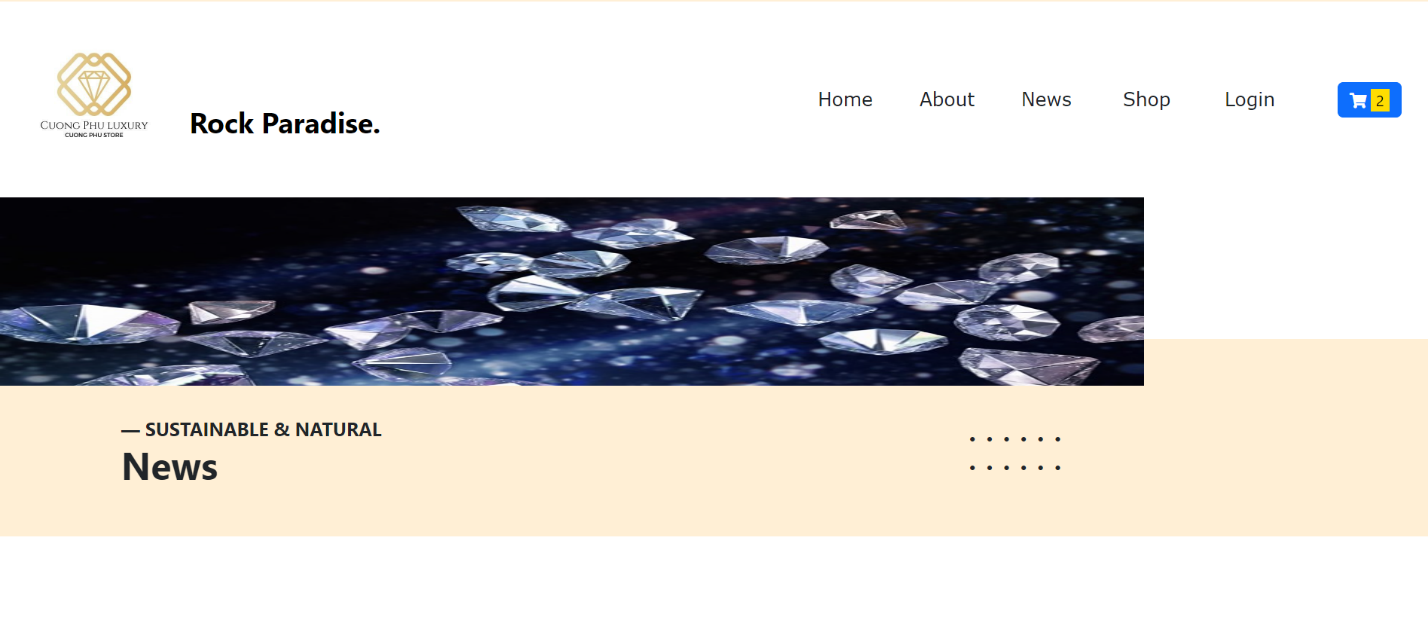 CUONG PHU LUXURY
CUONG PHU STORE
Rock Paradise.
Home About News Shop Login 2
— SUSTAINABLE & NATURAL
News